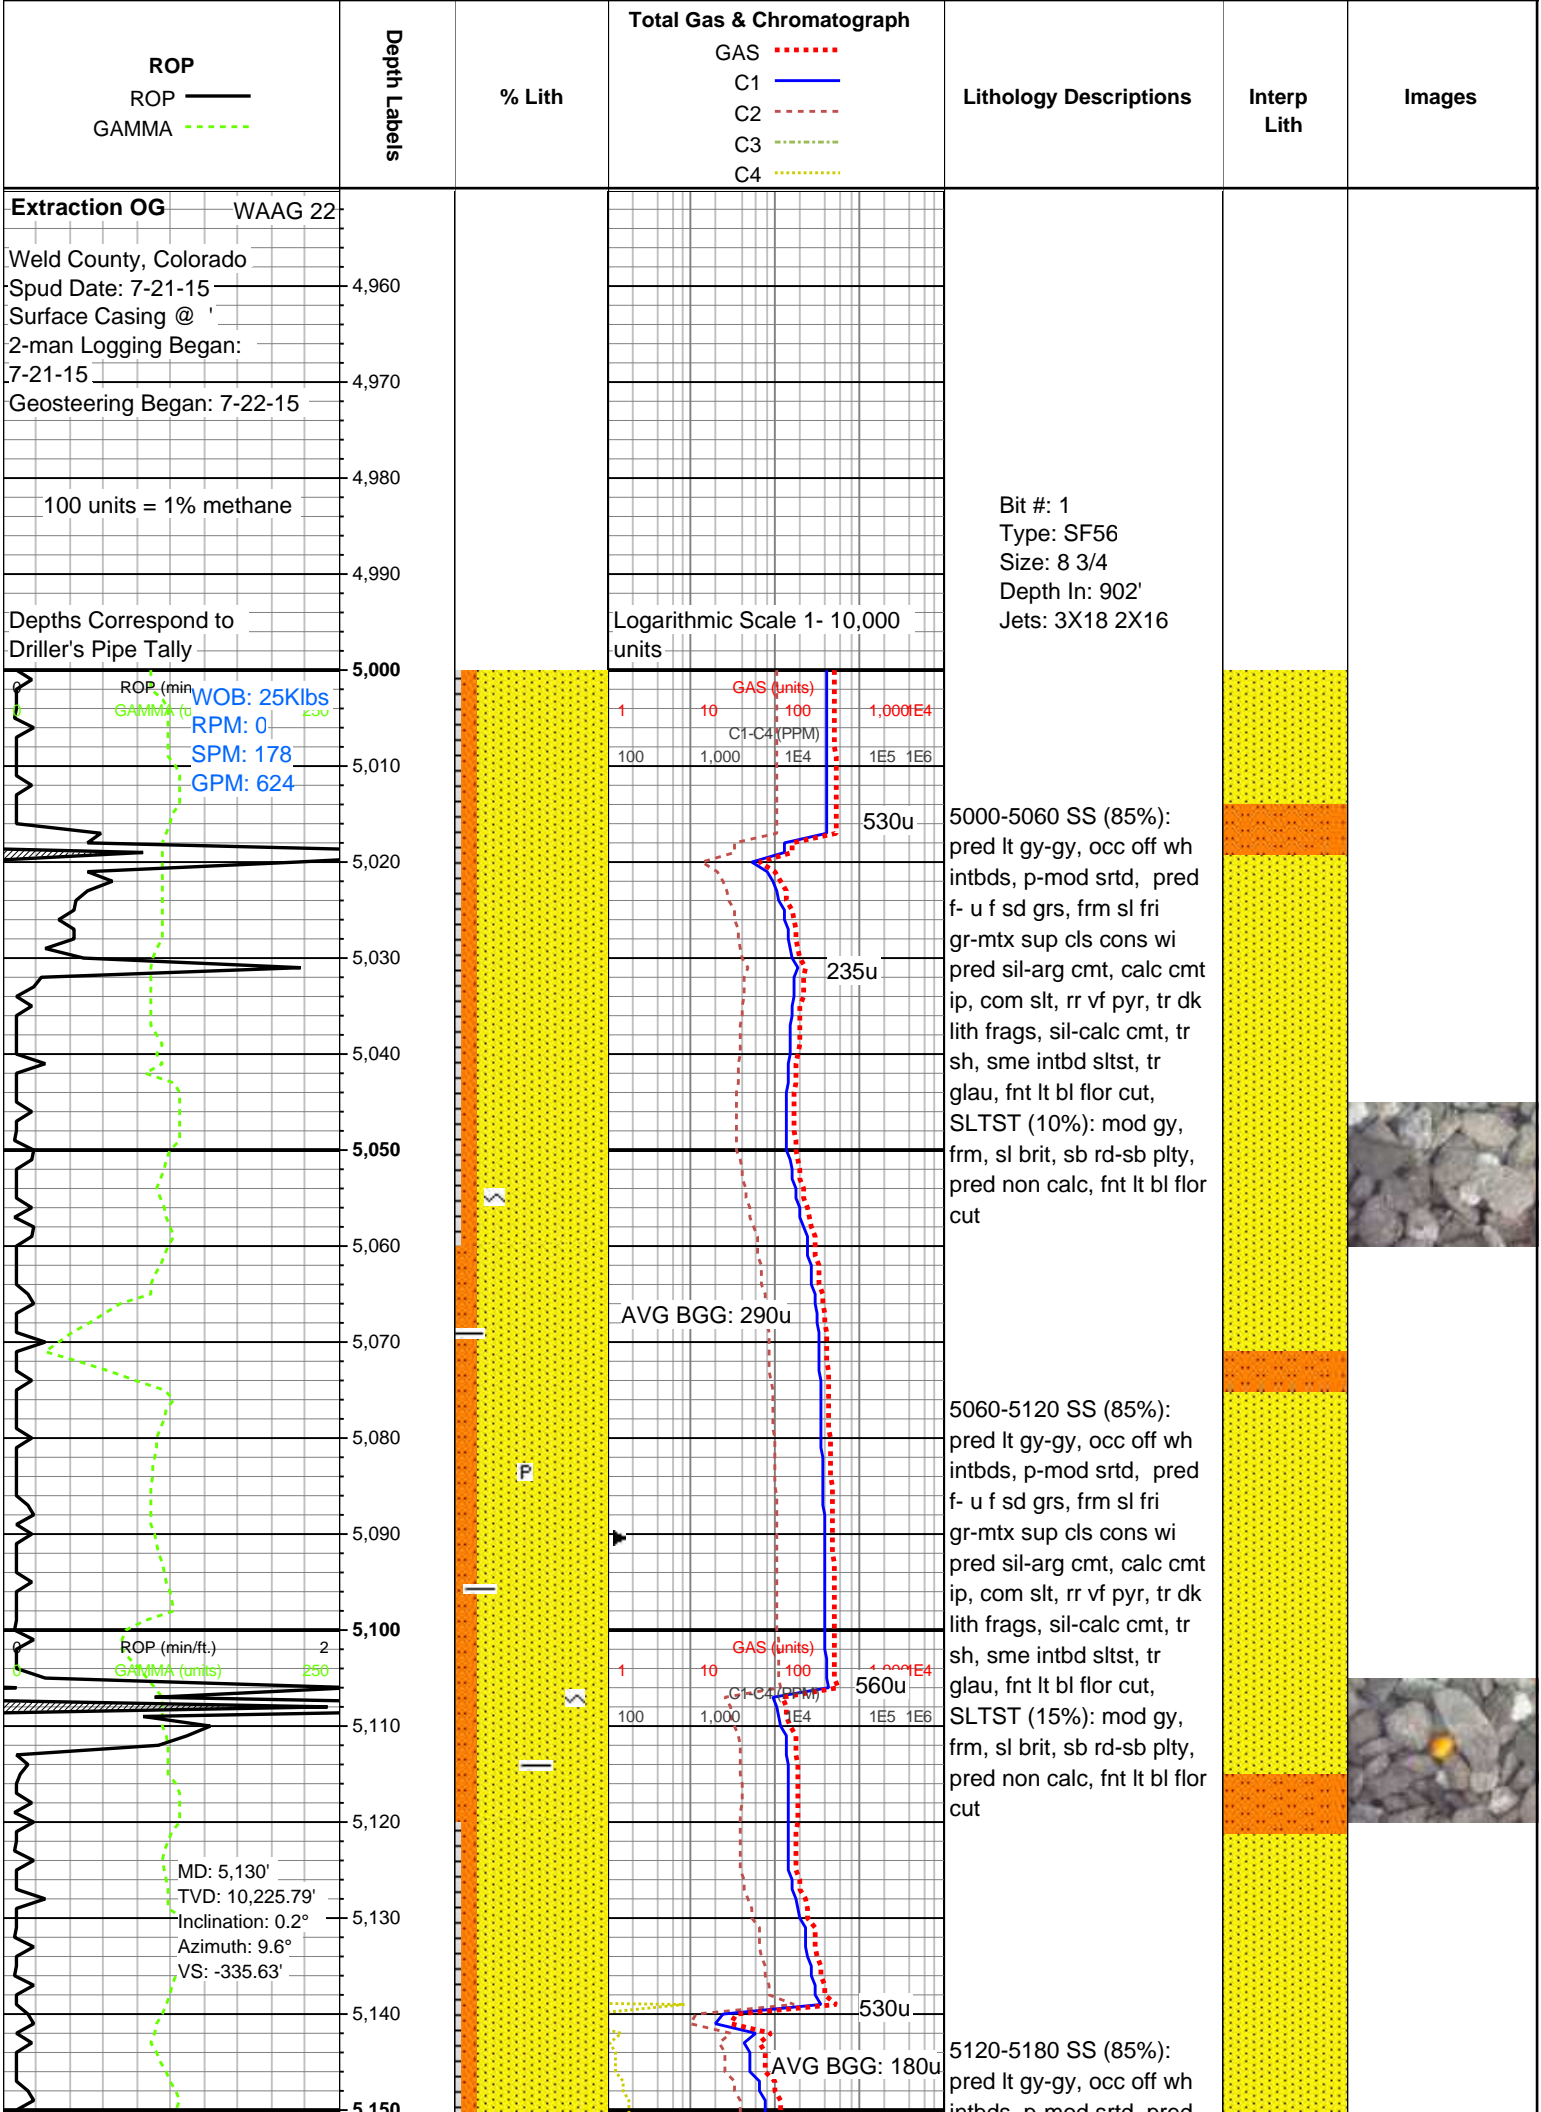 ROP
ROP
GAMMA
Depth Labels
% Lith
Total Gas & Chromatograph
GAS
C1
C2
C3
C4
Lithology Descriptions
Interp
Lith
Images
Extraction OG WAAG 22
Weld County, Colorado
Spud Date: 7-21-15
Surface Casing @ '
2-man Logging Began:
7-21-15
Geosteering Began: 7-22-15
100 units = 1% methane
Depths Correspond to
Driller's Pipe Tally
4,960
4,970
4,980
4,990
5,000
5,010
5,020
5,030
5,040
5,050
5,060
5,070
5,080
5,090
5,100
5,110
5,120
5,130
5,140
5,150
Logarithmic Scale 1- 10,000
units
Bit #: 1
Type: SF56
Size: 8 3/4
Depth In: 902'
Jets: 3X18 2X16
0 ROP (min
0 GAMMA (u 250
WOB: 25Klbs
RPM: 0
SPM: 178
GPM: 624
GAS (units)
1 10 100 1,000 1E4
C1-C4 (PPM)
100 1,000 1E4 1E5 1E6
530u
235u
AVG BGG: 290u
P
5000-5060 SS (85%):
pred lt gy-gy, occ off wh
intbds, p-mod srtd, pred
f- u f sd grs, frm sl fri
gr-mtx sup cls cons wi
pred sil-arg cmt, calc cmt
ip, com slt, rr vf pyr, tr dk
lith frags, sil-calc cmt, tr
sh, sme intbd sltst, tr
glau, fnt lt bl flor cut,
SLTST (10%): mod gy,
frm, sl brit, sb rd-sb plty,
pred non calc, fnt lt bl flor
cut
5060-5120 SS (85%):
pred lt gy-gy, occ off wh
intbds, p-mod srtd, pred
f- u f sd grs, frm sl fri
gr-mtx sup cls cons wi
pred sil-arg cmt, calc cmt
ip, com slt, rr vf pyr, tr dk
lith frags, sil-calc cmt, tr
sh, sme intbd sltst, tr
glau, fnt lt bl flor cut,
SLTST (15%): mod gy,
frm, sl brit, sb rd-sb plty,
pred non calc, fnt lt bl flor
cut
0 ROP (min/ft.) 2
0 GAMMA (units) 250
GAS (units)
1 10 100 1,000 1E4
C1-C4 (PPM)
100 1,000 1E4 1E5 1E6
560u
MD: 5,130'
TVD: 10,225.79'
Inclination: 0.2°
Azimuth: 9.6°
VS: -335.63'
530u
AVG BGG: 180u
5120-5180 SS (85%):
pred lt gy-gy, occ off wh
intbds, p-mod srtd, pred